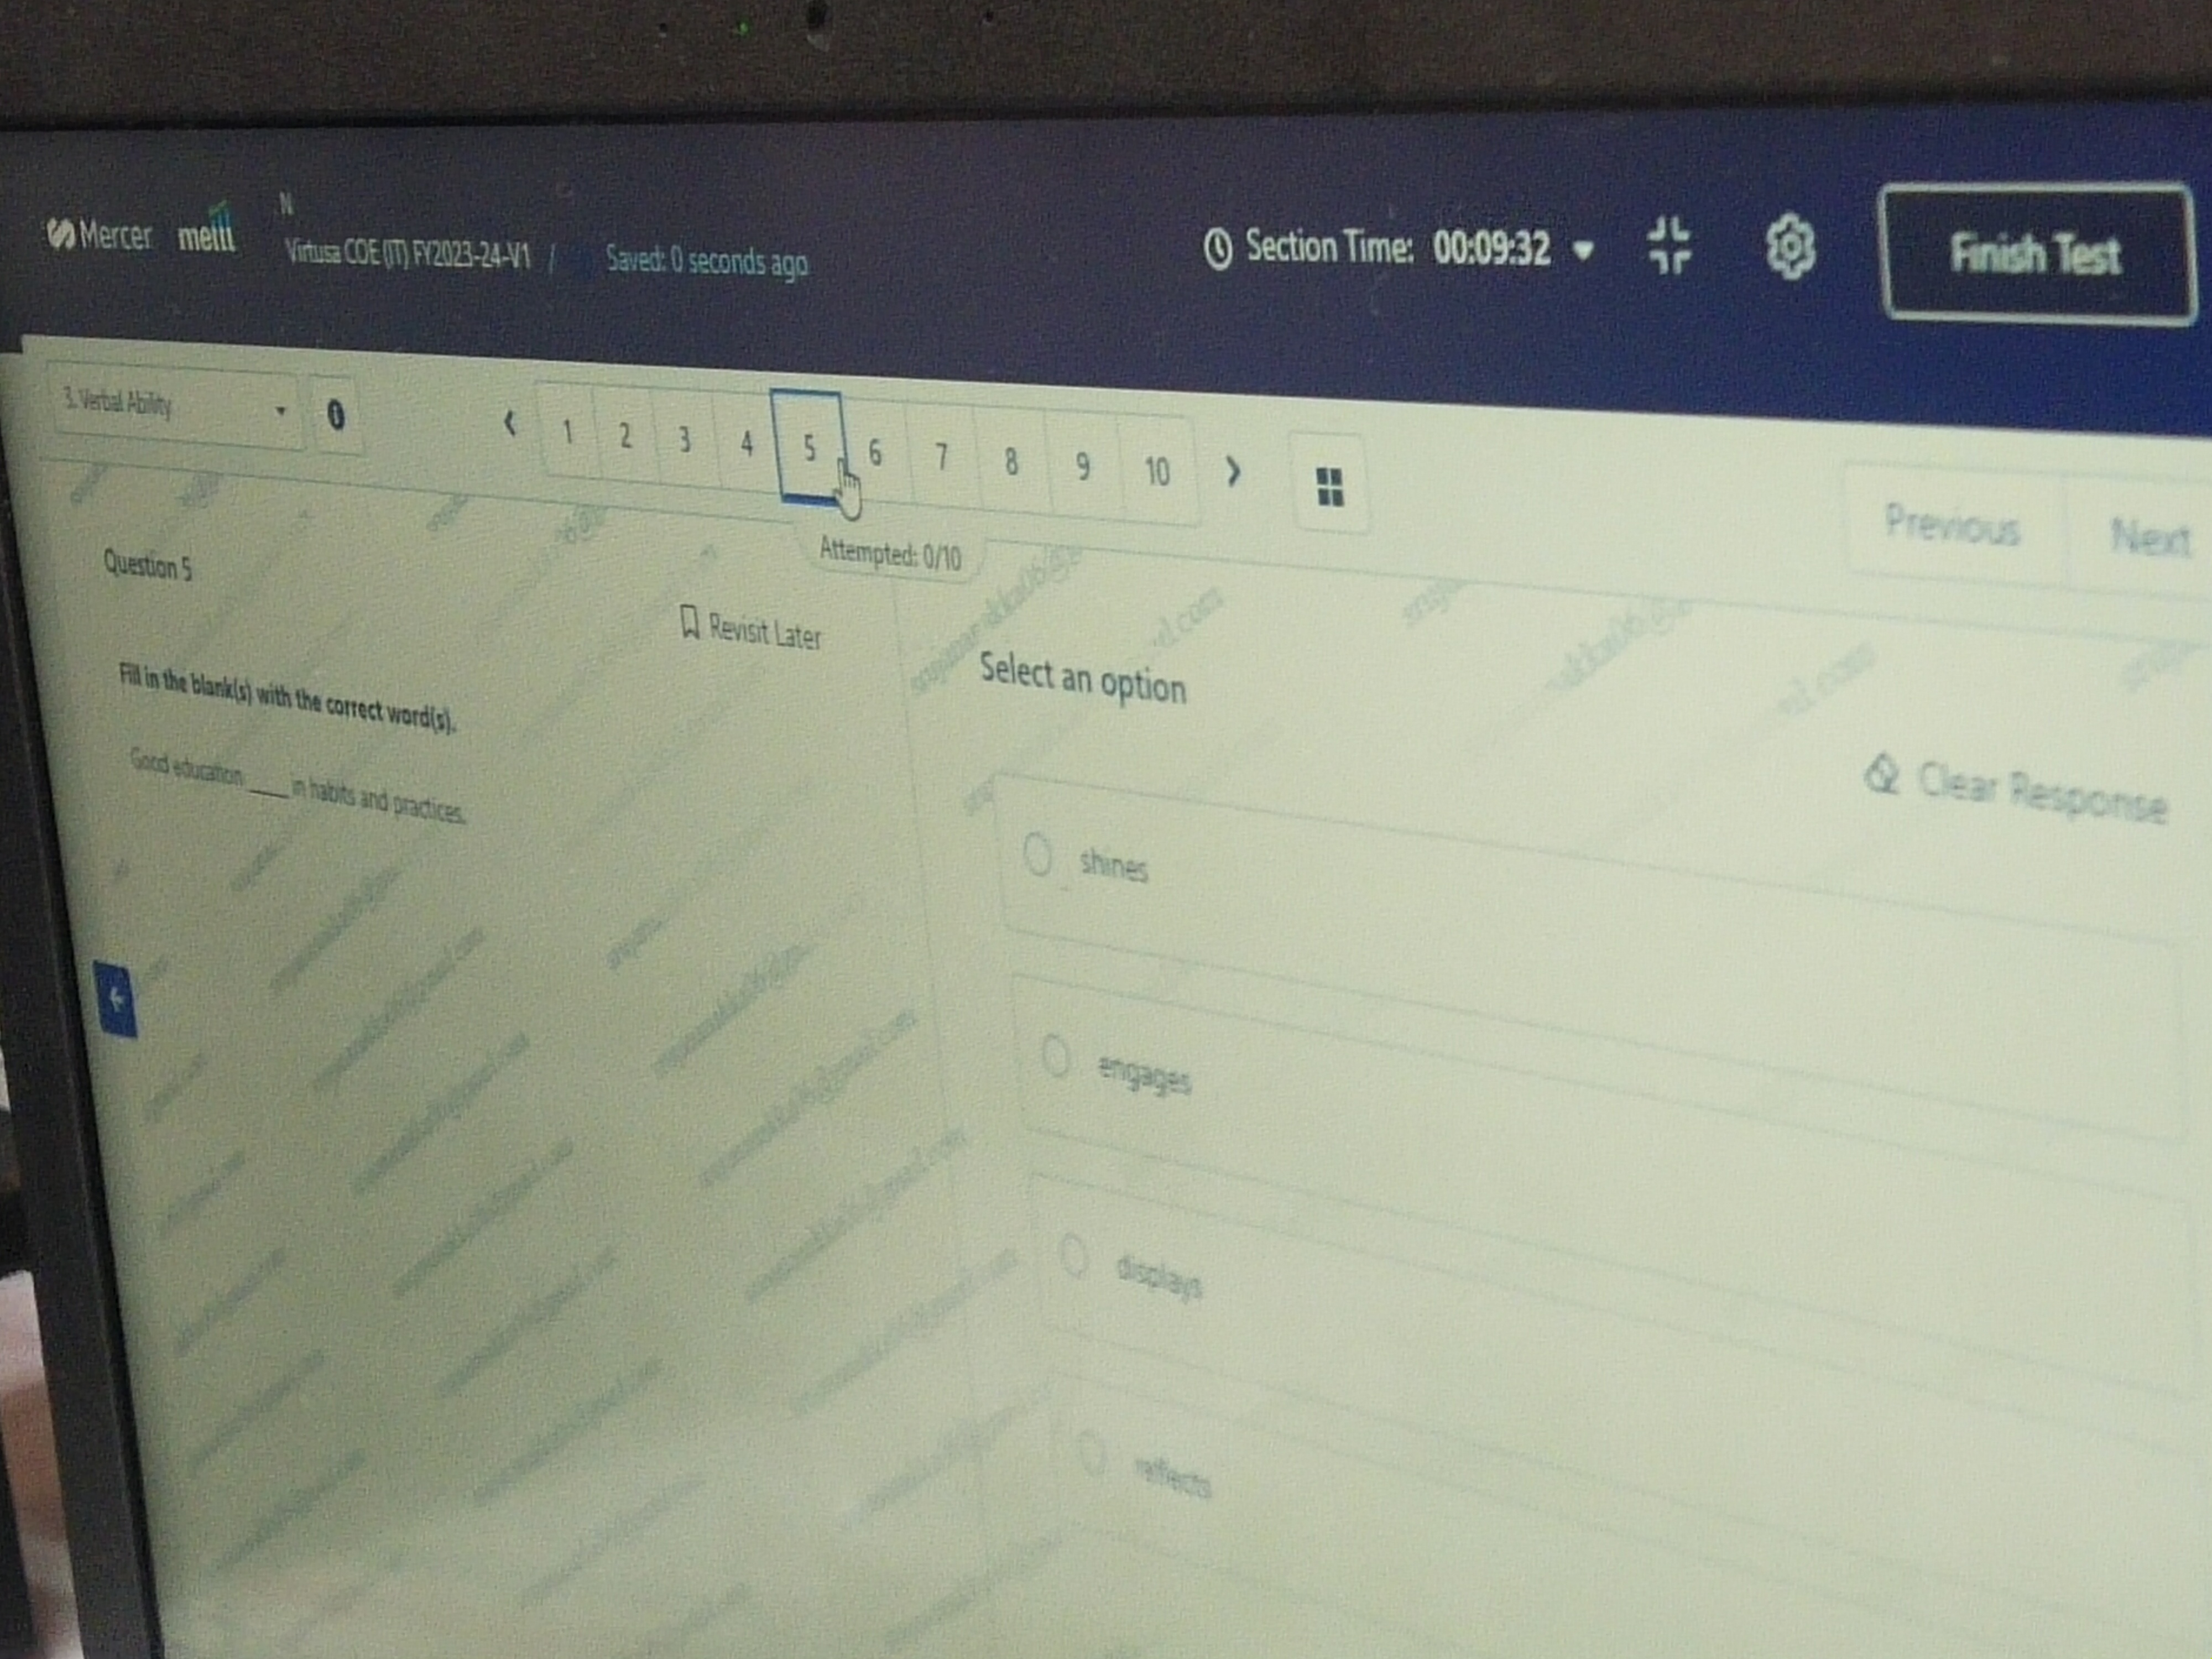 Mercer mettl
N
Virtusa COE (IT) FY2023-24-V1 / Saved: 0 seconds ago
Section Time: 00:09:32
Finish Test
3. Verbal Ability
1 2 3 4 5 6 7 8 9 10
Attempted: 0/10
Previous
Next
Question 5
Revisit Later
Fill in the blank(s) with the correct word(s).
Good education ____ in habits and practices.
Select an option
Clear Response
shines
engages
displays
reflects